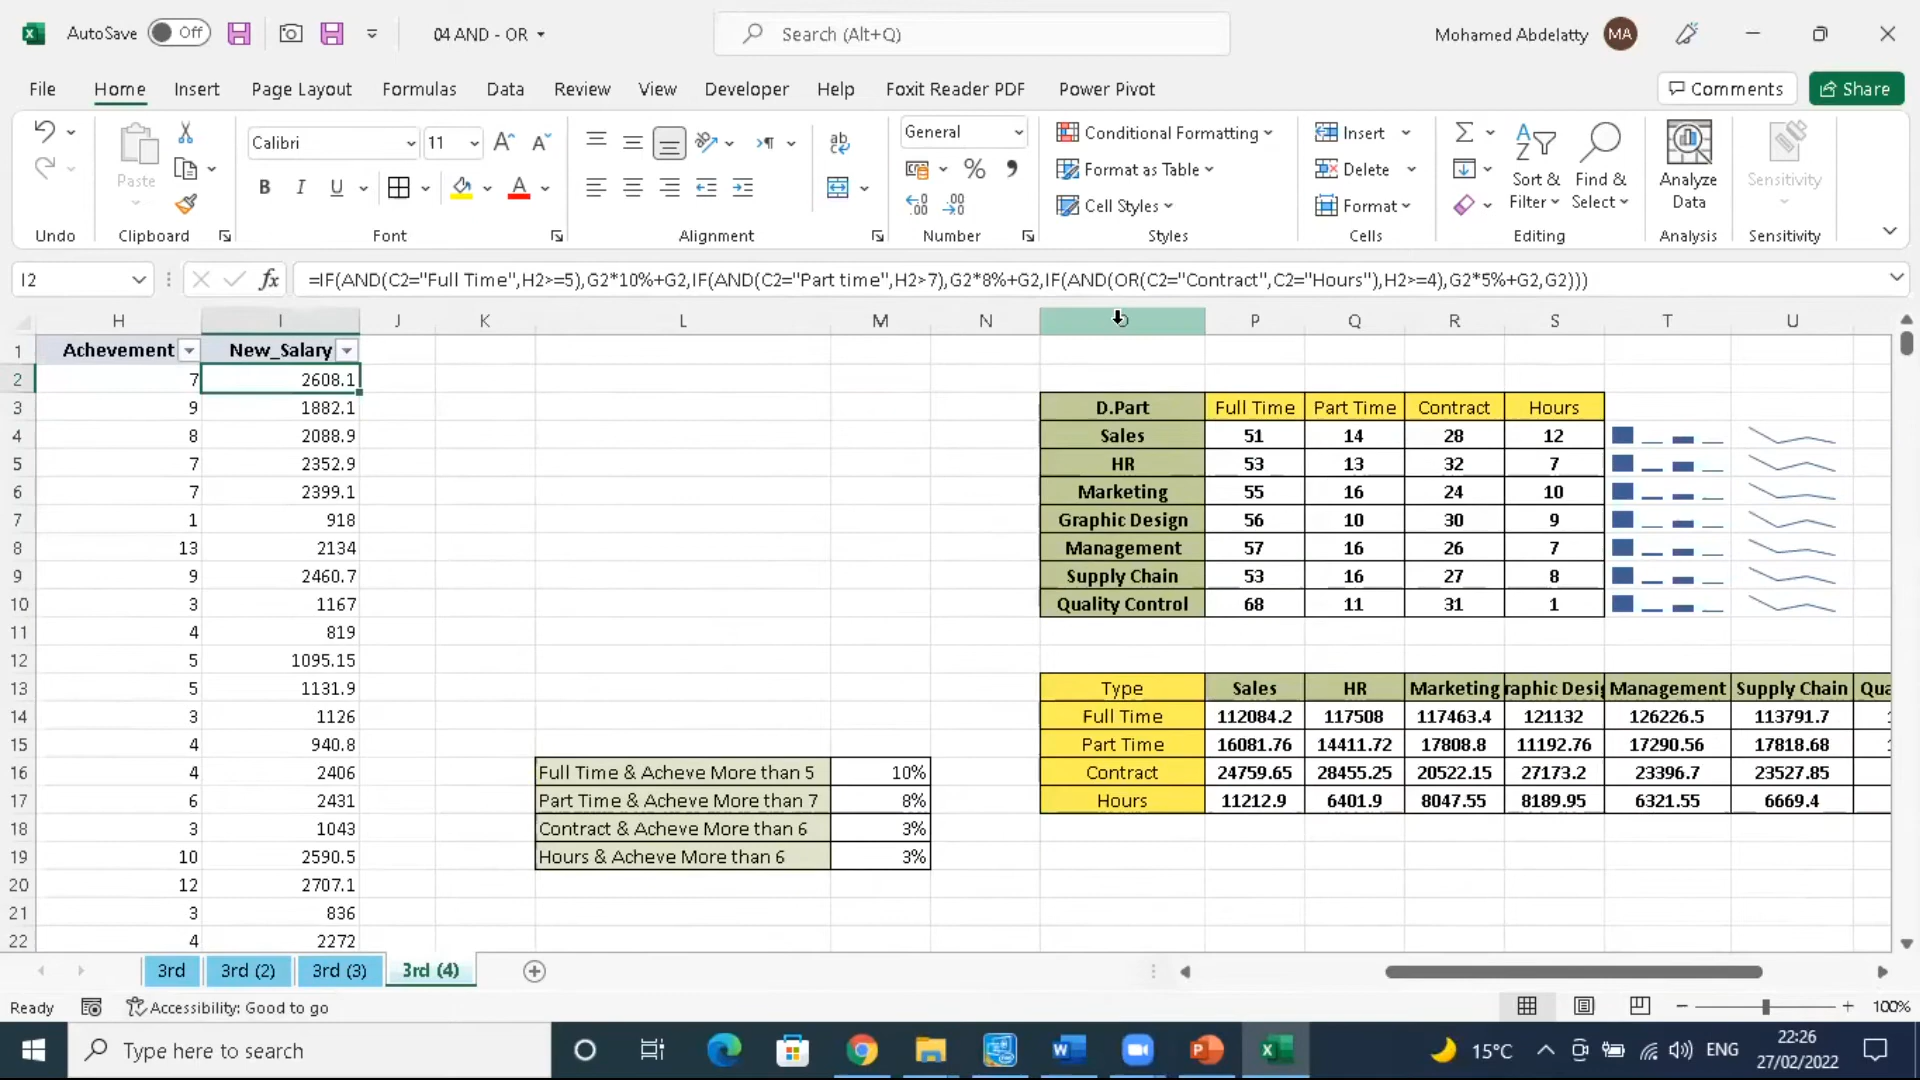 AutoSave Off 04 AND - OR Search (Alt+Q) Mohamed Abdelatty MA
File Home Insert Page Layout Formulas Data Review View Developer Help Foxit Reader PDF Power Pivot Comments Share
Paste Calibri 11 General Conditional Formatting Format as Table Cell Styles Insert Delete Format Sort & Filter Find & Select Analyze Data Sensitivity
Undo Clipboard Font Alignment Number Styles Cells Editing Analysis Sensitivity
I2 fx =IF(AND(C2="Full Time",H2>=5),G2*10%+G2,IF(AND(C2="Part time",H2>7),G2*8%+G2,IF(AND(OR(C2="Contract",C2="Hours"),H2>=4),G2*5%+G2,G2)))
H I J K L M N P Q R S T U
1 Achevement New_Salary
2 7 2608.1
3 9 1882.1 D.Part Full Time Part Time Contract Hours
4 8 2088.9 Sales 51 14 28 12
5 7 2352.9 HR 53 13 32 7
6 7 2399.1 Marketing 55 16 24 10
7 1 918 Graphic Design 56 10 30 9
8 13 2134 Management 57 16 26 7
9 9 2460.7 Supply Chain 53 16 27 8
10 3 1167 Quality Control 68 11 31 1
11 4 819
12 5 1095.15
13 5 1131.9 Type Sales HR Marketing raphic Desi Management Supply Chain Qua
14 3 1126 Full Time 112084.2 117508 117463.4 121132 126226.5 113791.7
15 4 940.8 Part Time 16081.76 14411.72 17808.8 11192.76 17290.56 17818.68
16 4 2406 Full Time & Acheve More than 5 10% Contract 24759.65 28455.25 20522.15 27173.2 23396.7 23527.85
17 6 2431 Part Time & Acheve More than 7 8% Hours 11212.9 6401.9 8047.55 8189.95 6321.55 6669.4
18 3 1043 Contract & Acheve More than 6 3%
19 10 2590.5 Hours & Acheve More than 6 3%
20 12 2707.1
21 3 836
22 4 2272
3rd 3rd (2) 3rd (3) 3rd (4)
Ready Accessibility: Good to go 100%
Type here to search 15°C ENG 22:26
27/02/2022